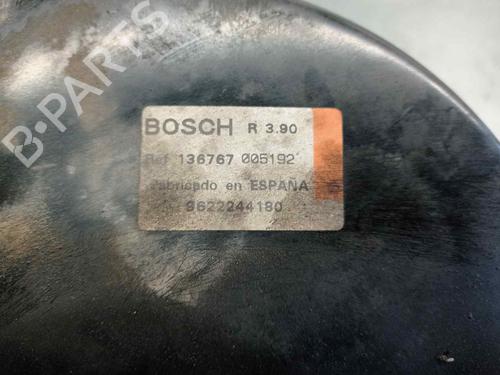 BOSCH R 3.90
Ref 136767 005192
Fabricado en ESPAÑA
9622244180
B-PARTS